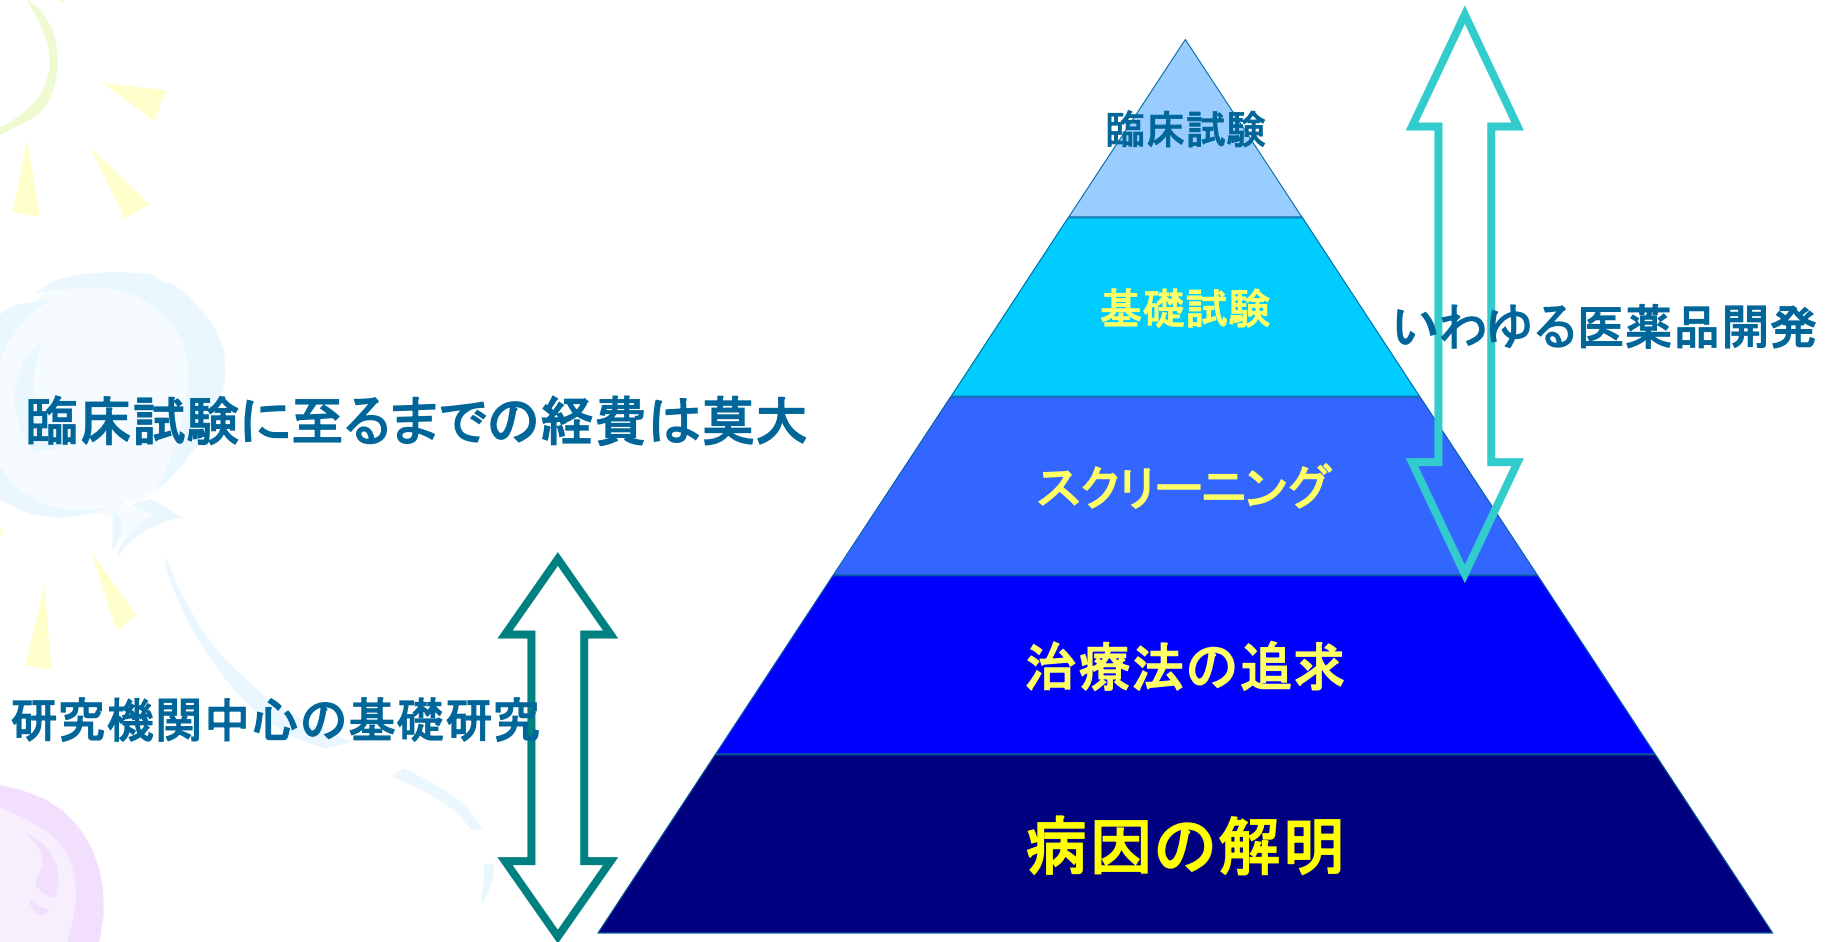 臨床試験
基礎試験
いわゆる医薬品開発
臨床試験に至るまでの経費は莫大
スクリーニング
治療法の追求
研究機関中心の基礎研究
病因の解明